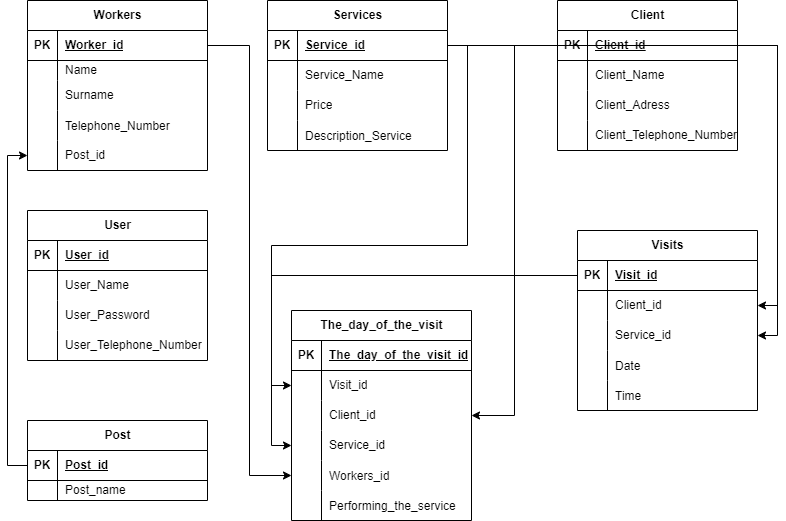 Workers
PK Worker_id
Name
Surname
Telephone_Number
Post_id
Services
PK Service_id
Service_Name
Price
Description_Service
Client
PK Client_id
Client_Name
Client_Adress
Client_Telephone_Number
User
PK User_id
User_Name
User_Password
User_Telephone_Number
Visits
PK Visit_id
Client_id
Service_id
Date
Time
The_day_of_the_visit
PK The_day_of_the_visit_id
Visit_id
Client_id
Service_id
Workers_id
Performing_the_service
Post
PK Post_id
Post_name